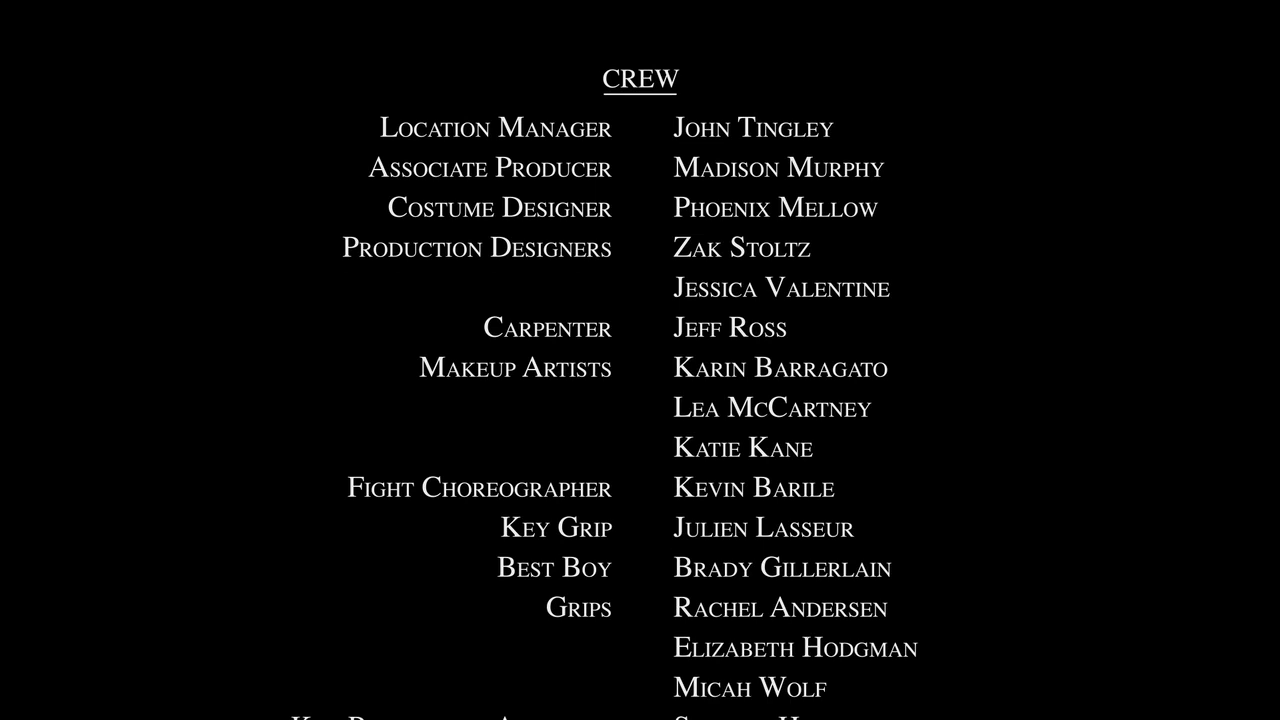 CREW
LOCATION MANAGER JOHN TINGLEY
ASSOCIATE PRODUCER MADISON MURPHY
COSTUME DESIGNER PHOENIX MELLOW
PRODUCTION DESIGNERS ZAK STOLTZ
JESSICA VALENTINE
CARPENTER JEFF ROSS
MAKEUP ARTISTS KARIN BARRAGATO
LEA MCCARTNEY
KATIE KANE
FIGHT CHOREOGRAPHER KEVIN BARILE
KEY GRIP JULIEN LASSEUR
BEST BOY BRADY GILLERLAIN
GRIPS RACHEL ANDERSEN
ELIZABETH HODGMAN
MICAH WOLF